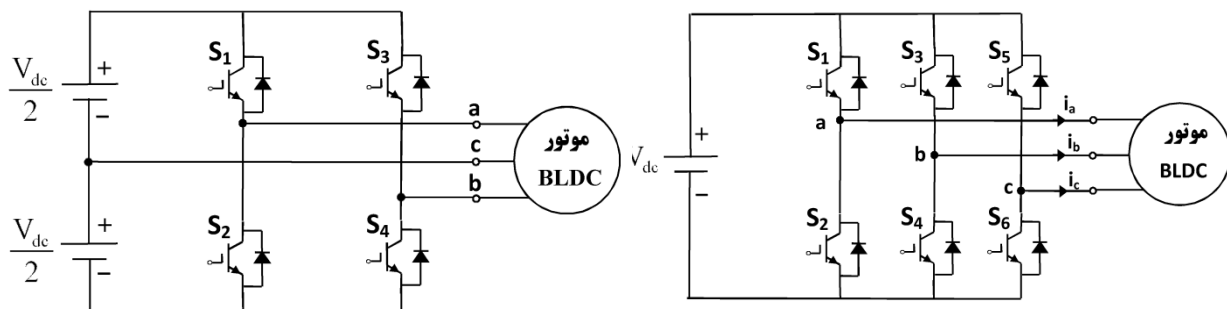 V_dc/2
+
−
V_dc/2
+
−
S₁
S₃
S₂
S₄
a
c
b
موتور
BLDC
V_dc
+
−
S₁
S₃
S₅
S₂
S₄
S₆
a
b
c
i_a
i_b
i_c
موتور
BLDC